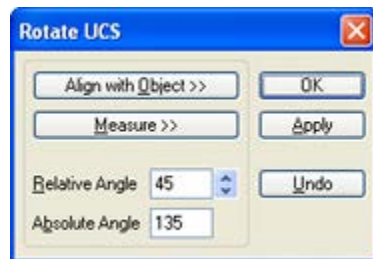 Rotate UCS
Align with Object >>
OK
Measure >>
Apply
Relative Angle 45
Undo
Absolute Angle 135